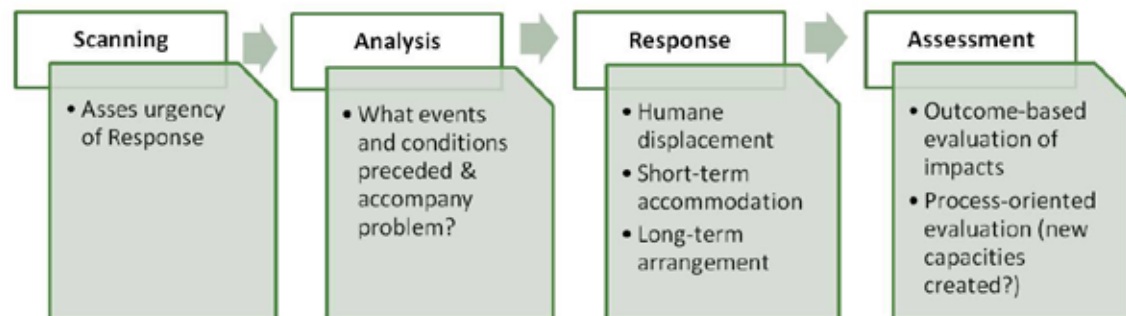 Scanning
• Asses urgency
of Response
Analysis
• What events
and conditions
preceded &
accompany
problem?
Response
• Humane
displacement
• Short-term
accommodation
• Long-term
arrangement
Assessment
• Outcome-based
evaluation of
impacts
• Process-oriented
evaluation (new
capacities
created?)